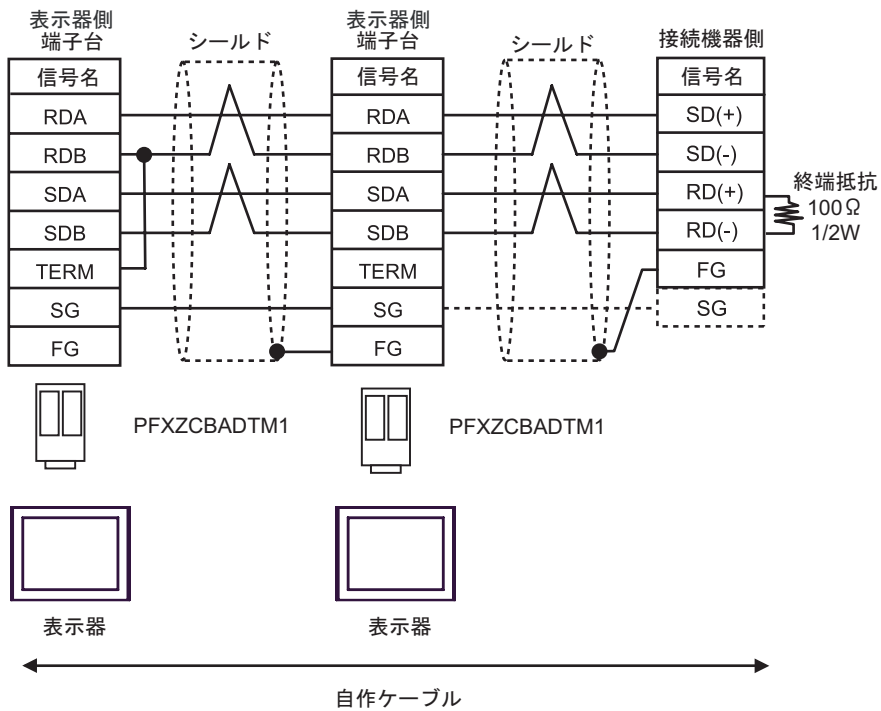 表示器側
端子台
信号名
RDA
RDB
SDA
SDB
TERM
SG
FG
シールド
表示器側
端子台
信号名
RDA
RDB
SDA
SDB
TERM
SG
FG
シールド
接続機器側
信号名
SD(+)
SD(-)
RD(+)
RD(-)
FG
SG
終端抵抗
100Ω
1/2W
PFXZCBADTM1
PFXZCBADTM1
表示器
表示器
自作ケーブル